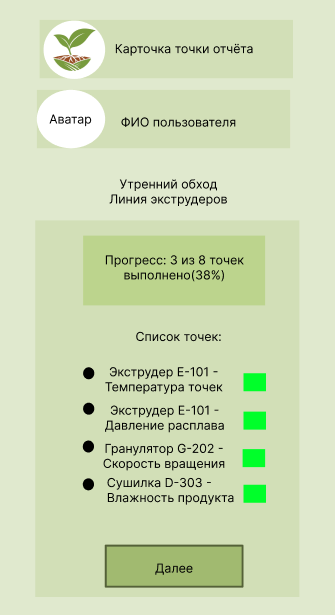 Карточка точки отчёта
Аватар
ФИО пользователя
Утренний обход
Линия экструдеров
Прогресс: 3 из 8 точек
выполнено(38%)
Список точек:
Экструдер Е-101 -
Температура точек
Экструдер Е-101 -
Давление расплава
Гранулятор G-202 -
Скорость вращения
Сушилка D-303 -
Влажность продукта
Далее